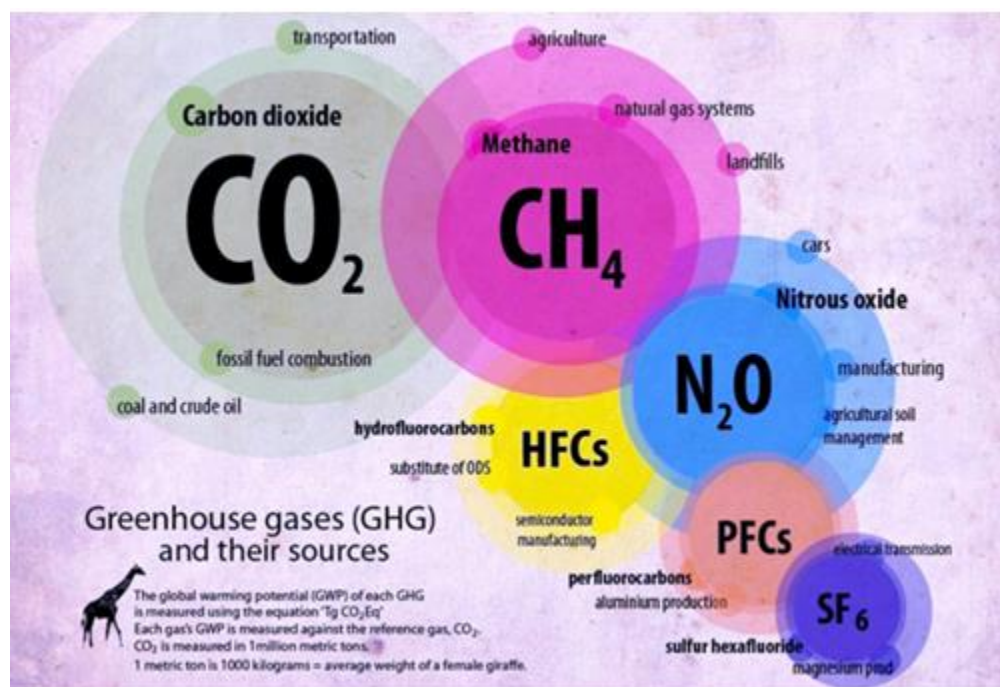 transportation
Carbon dioxide
CO₂
fossil fuel combustion
coal and crude oil
agriculture
natural gas systems
Methane
landfills
CH₄
cars
Nitrous oxide
N₂O
manufacturing
agricultural soil
management
hydrofluorocarbons
HFCs
substitute of ODS
semiconductor
manufacturing
PFCs
perfluorocarbons
aluminium production
electrical transmission
SF₆
sulfur hexafluoride
magnesium prod
Greenhouse gases (GHG)
and their sources
The global warming potential (GWP) of each GHG
is measured using the equation 'Tg CO₂Eq'
Each gas's GWP is measured against the reference gas, CO₂.
CO₂ is measured in 1million metric tons.
1 metric ton is 1000 kilograms = average weight of a female giraffe.